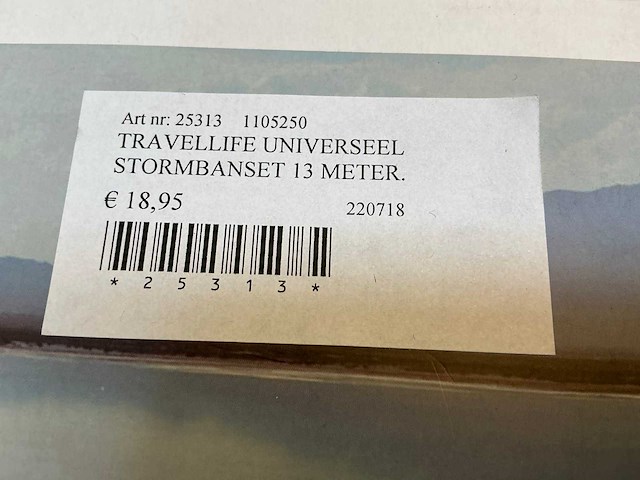 Art nr: 25313 1105250
TRAVELLIFE UNIVERSEEL
STORMBANSET 13 METER.
€ 18,95 220718
* 2 5 3 1 3 *